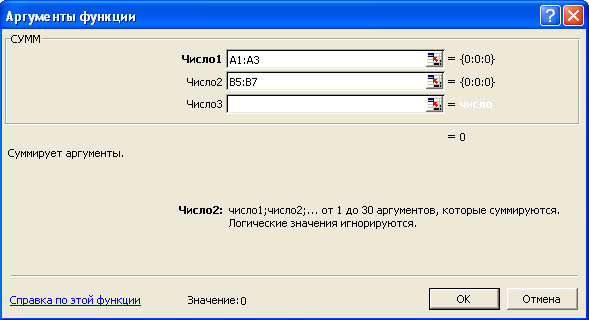 Аргументы функции
СУММ
Число1 A1:A3 = {0:0:0}
Число2 B5:B7 = {0:0:0}
Число3 = число
= 0
Суммирует аргументы.
Число2: число1;число2;... от 1 до 30 аргументов, которые суммируются.
Логические значения игнорируются.
Справка по этой функции Значение:0 OK Отмена